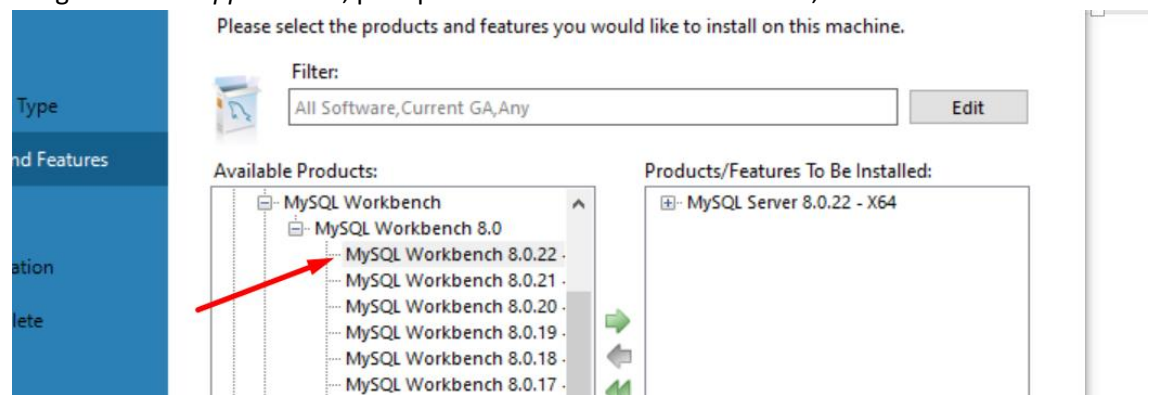 Please select the products and features you would like to install on this machine.
Filter:
All Software,Current GA,Any
Edit
Type
nd Features
ation
lete
Available Products:
MySQL Workbench
MySQL Workbench 8.0
MySQL Workbench 8.0.22 -
MySQL Workbench 8.0.21 -
MySQL Workbench 8.0.20 -
MySQL Workbench 8.0.19 -
MySQL Workbench 8.0.18 -
MySQL Workbench 8.0.17 -
Products/Features To Be Installed:
MySQL Server 8.0.22 - X64